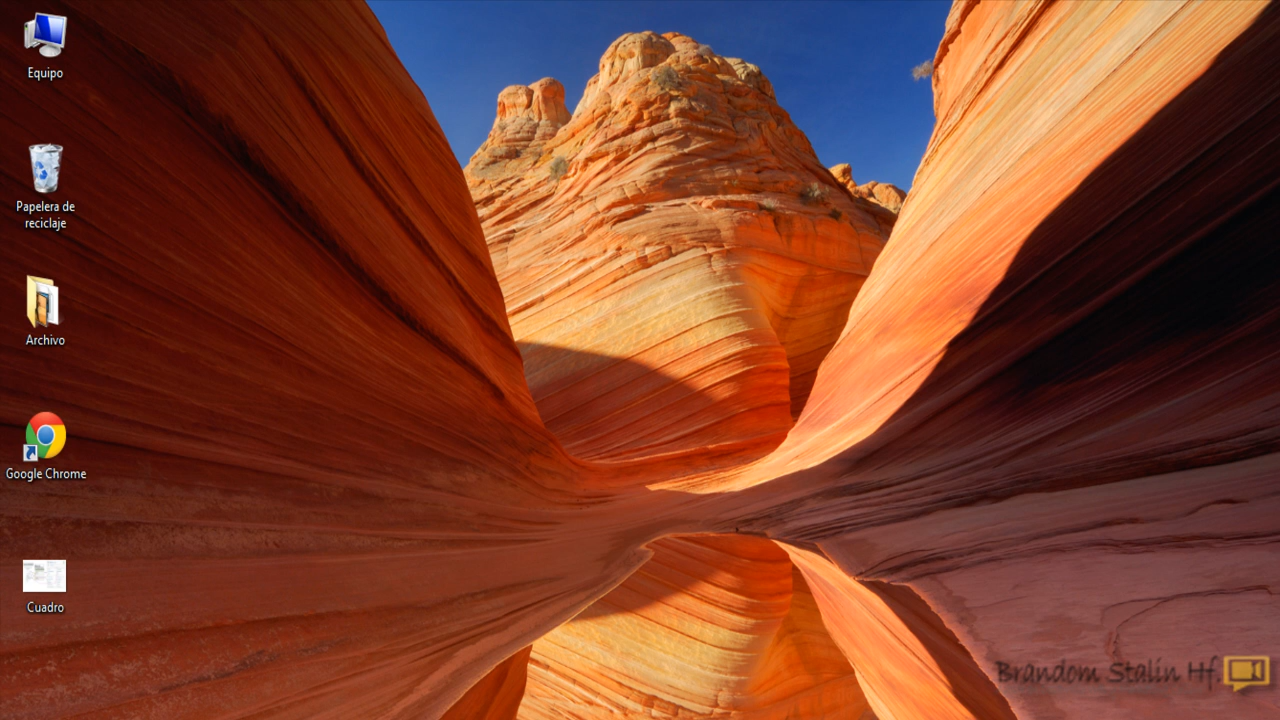 Equipo
Papelera de
reciclaje
Archivo
Google Chrome
Cuadro
Brandom Stalin Hf.